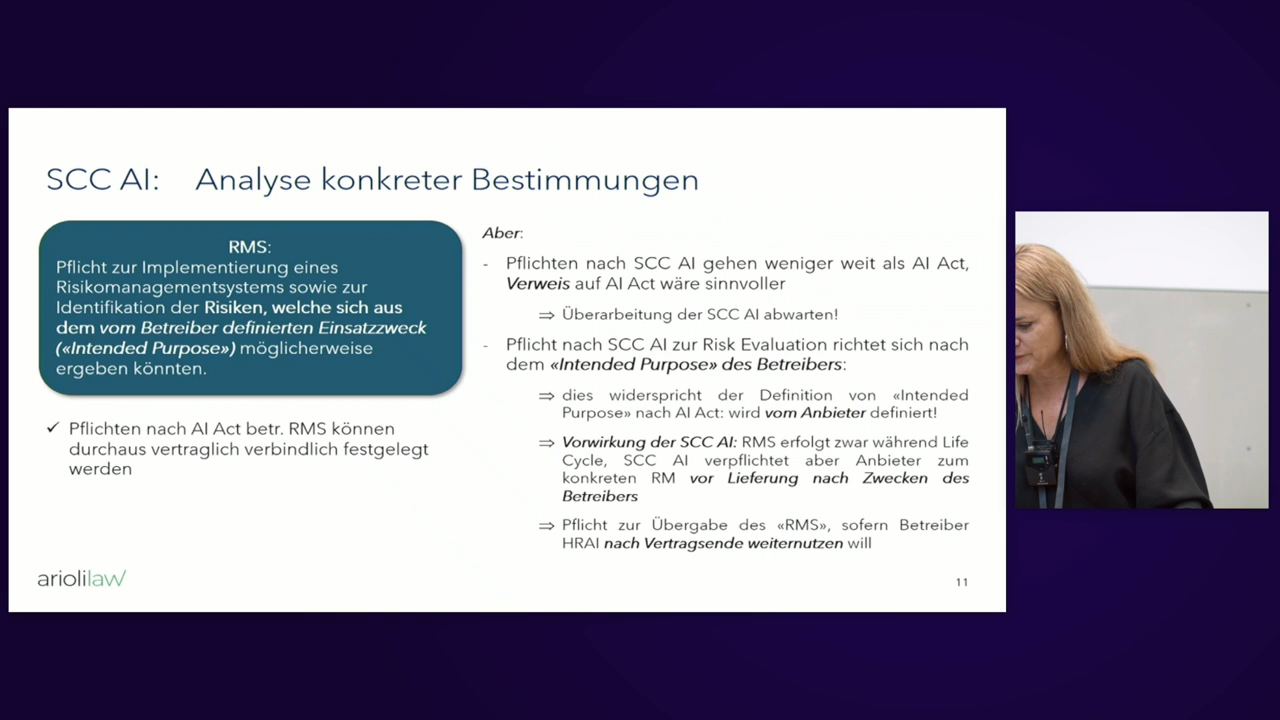 SCC AI: Analyse konkreter Bestimmungen
RMS:
Pflicht zur Implementierung eines
Risikomanagementsystems sowie zur
Identifikation der Risiken, welche sich aus
dem vom Betreiber definierten Einsatzzweck
(«Intended Purpose») möglicherweise
ergeben könnten.
✓ Pflichten nach AI Act betr. RMS können
durchaus vertraglich verbindlich festgelegt
werden
Aber:
- Pflichten nach SCC AI gehen weniger weit als AI Act,
Verweis auf AI Act wäre sinnvoller
⇒ Überarbeitung der SCC AI abwarten!
- Pflicht nach SCC AI zur Risk Evaluation richtet sich nach
dem «Intended Purpose» des Betreibers:
⇒ dies widerspricht der Definition von «Intended
Purpose» nach AI Act: wird vom Anbieter definiert!
⇒ Vorwirkung der SCC AI: RMS erfolgt zwar während Life
Cycle, SCC AI verpflichtet aber Anbieter zum
konkreten RM vor Lieferung nach Zwecken des
Betreibers
⇒ Pflicht zur Übergabe des «RMS», sofern Betreiber
HRAI nach Vertragsende weiternutzen will
ariolilaw
11